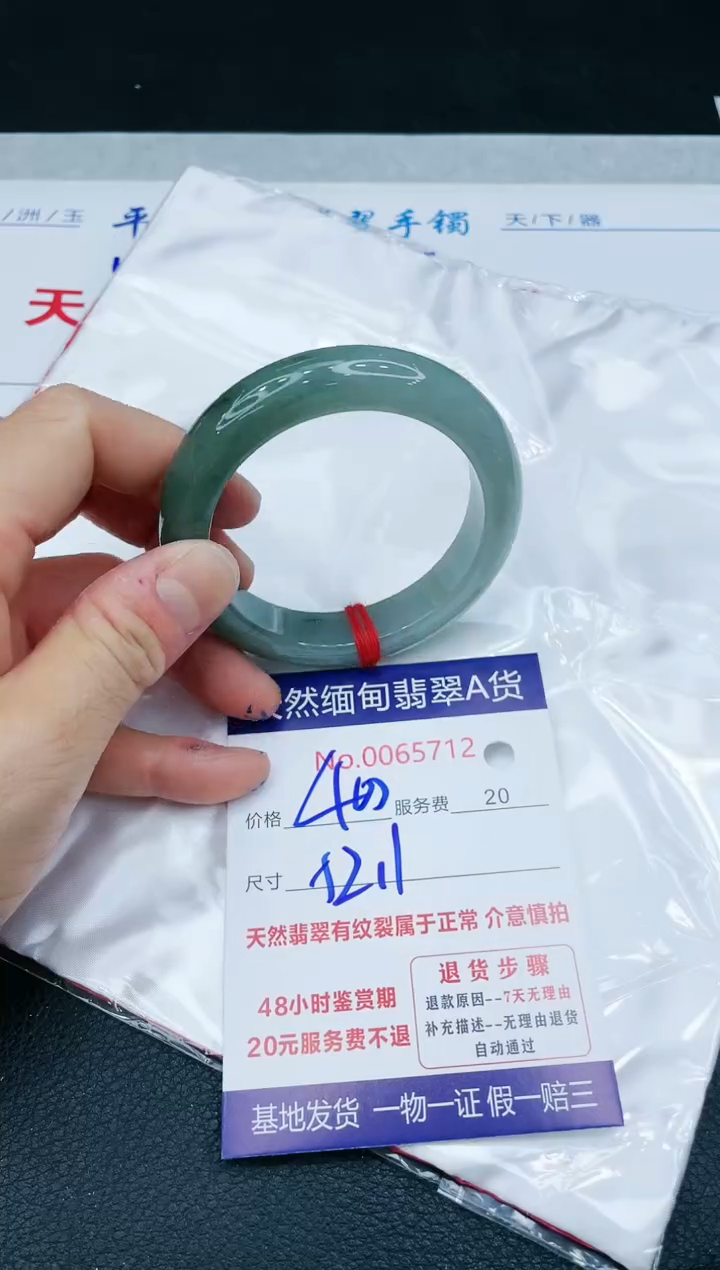 /洲/玉
平
翠手镯
天/下/器
天
然缅甸翡翠A货
No.0065712
价格 400 服务费 20
尺寸
天然翡翠有纹裂属于正常 介意慎拍
48小时鉴赏期
20元服务费不退
退货步骤
退款原因--7天无理由
补充描述--无理由退货
自动通过
基地发货 一物一证 假一赔三